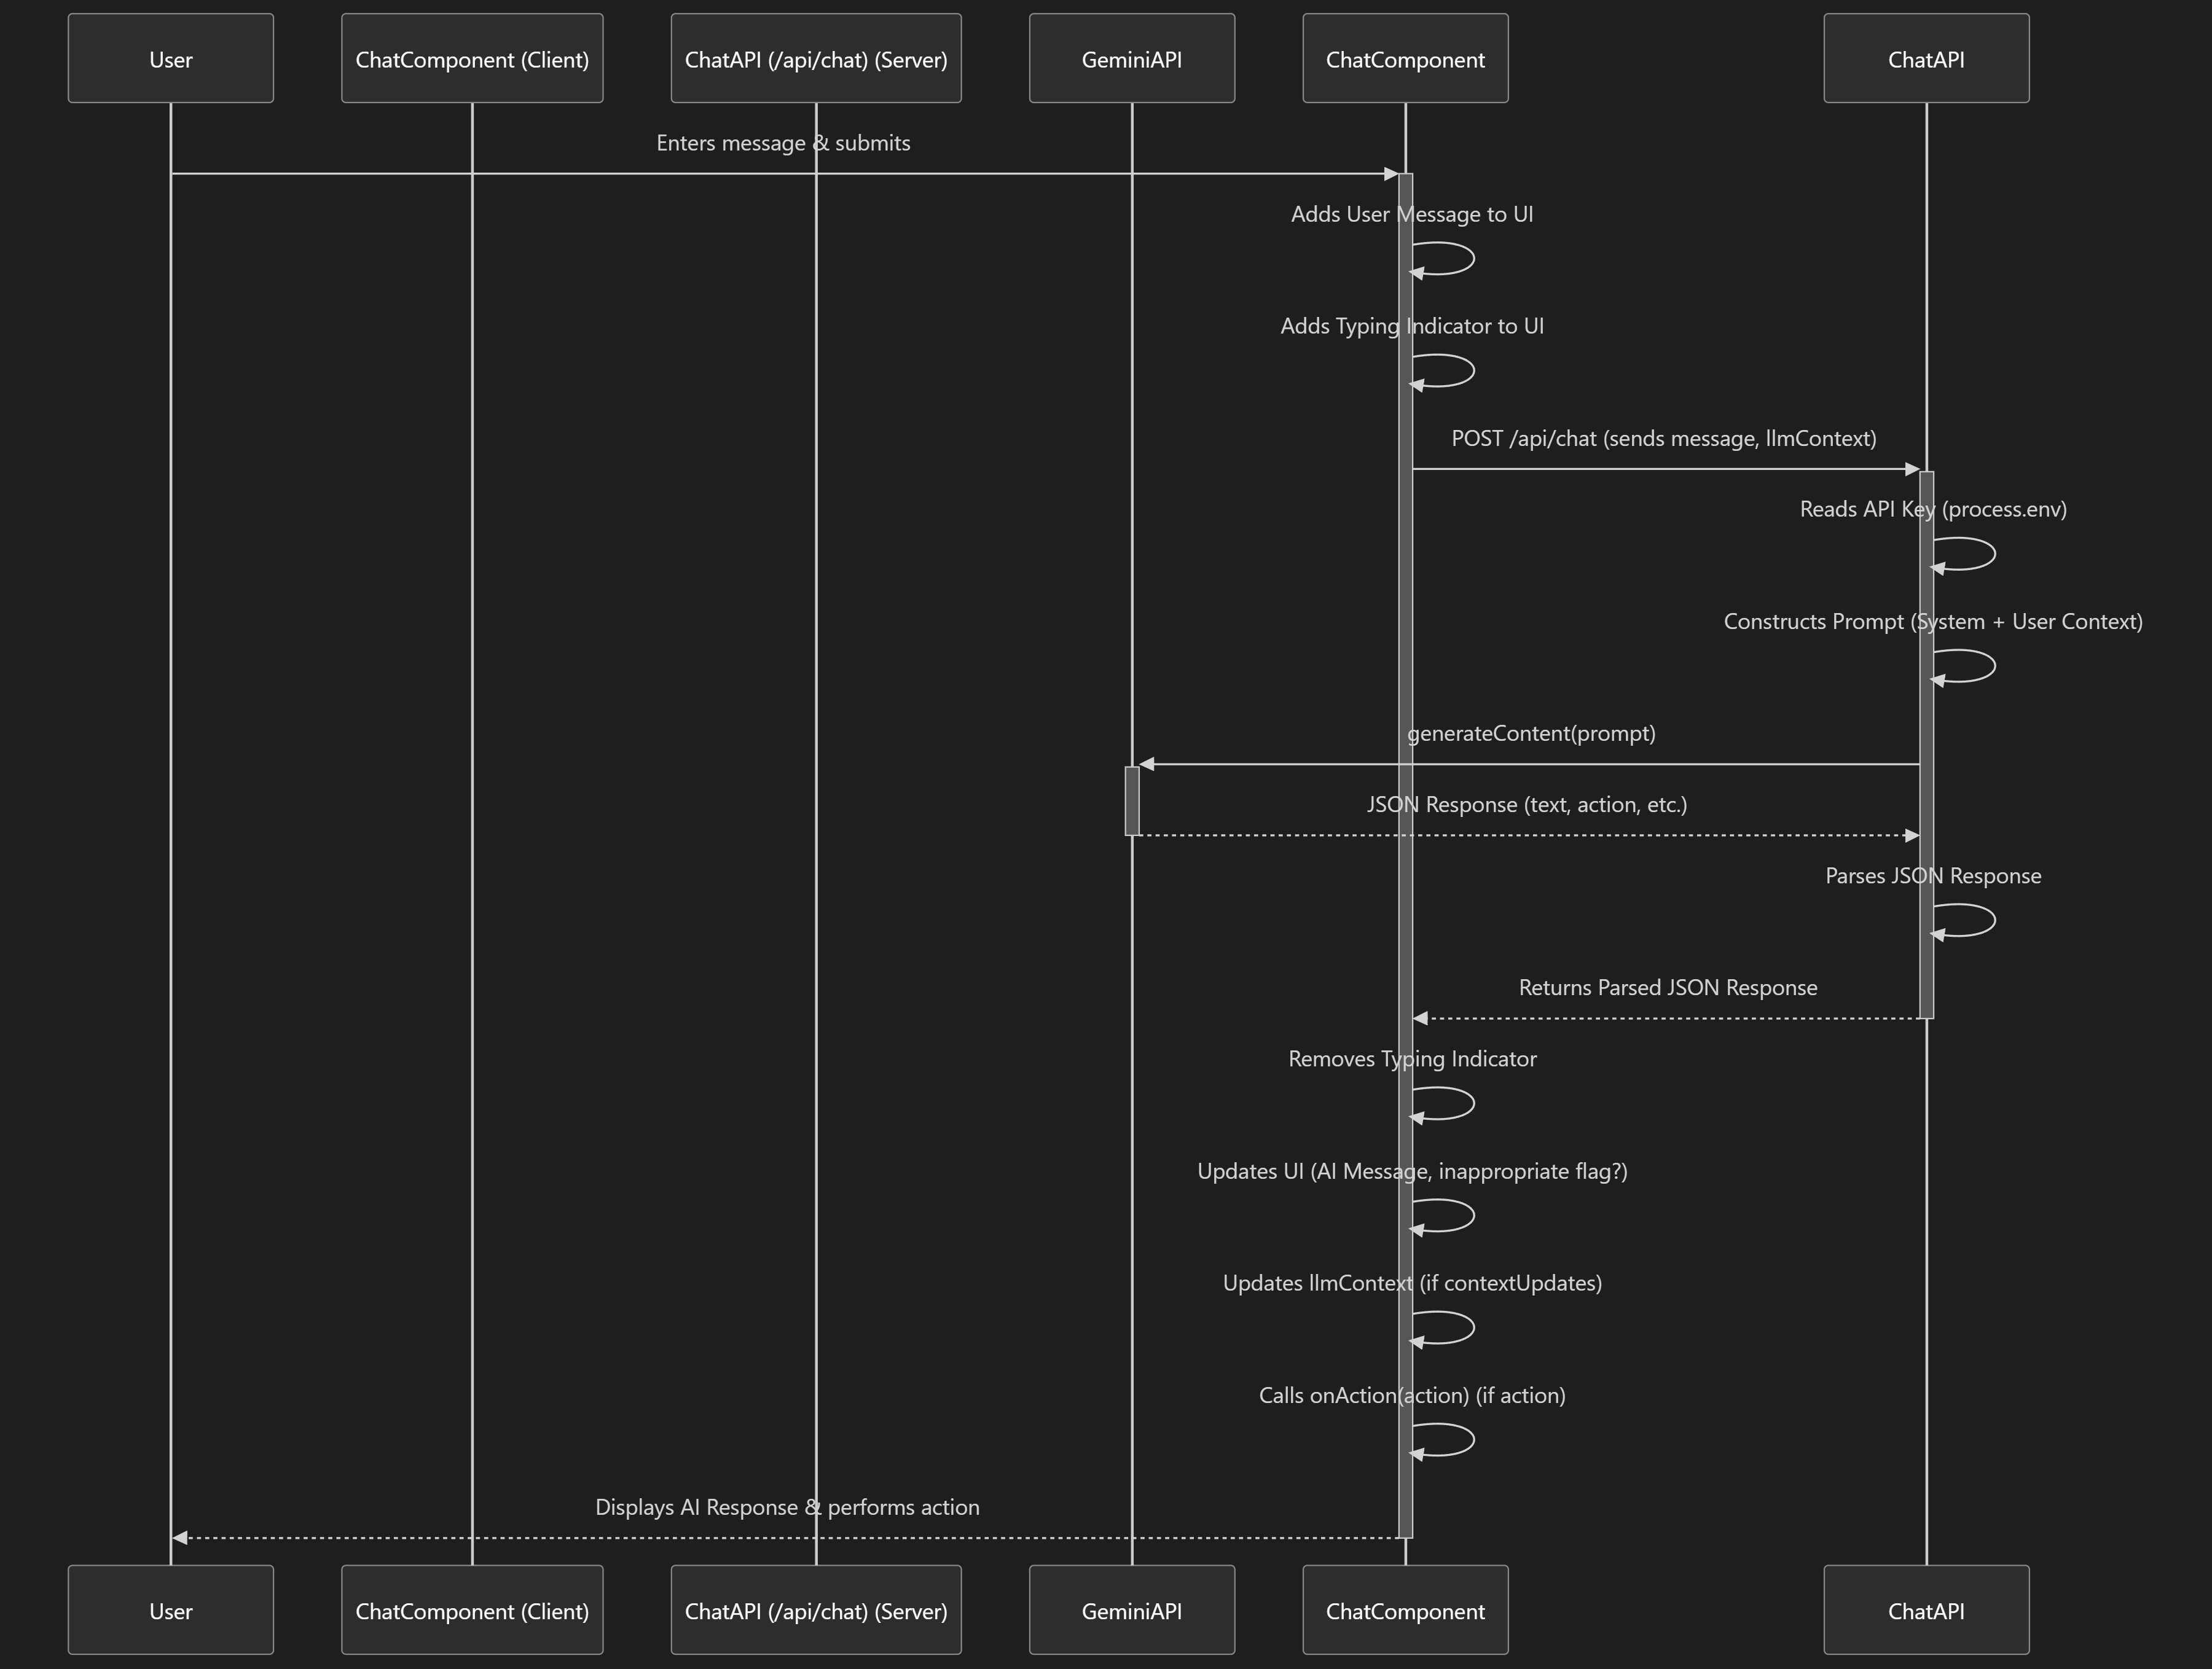 User
ChatComponent (Client)
ChatAPI (/api/chat) (Server)
GeminiAPI
ChatComponent
ChatAPI
Enters message & submits
Adds User Message to UI
Adds Typing Indicator to UI
POST /api/chat (sends message, llmContext)
Reads API Key (process.env)
Constructs Prompt (System + User Context)
generateContent(prompt)
JSON Response (text, action, etc.)
Parses JSON Response
Returns Parsed JSON Response
Removes Typing Indicator
Updates UI (AI Message, inappropriate flag?)
Updates llmContext (if contextUpdates)
Calls onAction(action) (if action)
Displays AI Response & performs action
User
ChatComponent (Client)
ChatAPI (/api/chat) (Server)
GeminiAPI
ChatComponent
ChatAPI